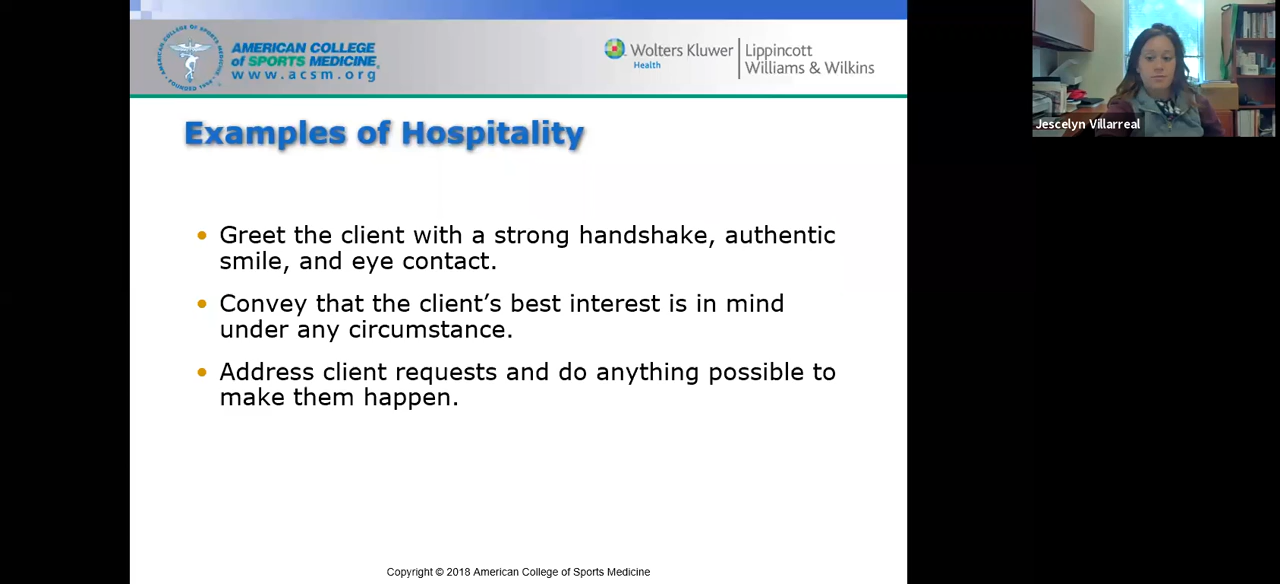 AMERICAN COLLEGE
of SPORTS MEDICINE
www.acsm.org
Wolters Kluwer
Health
Lippincott
Williams & Wilkins
Jescelyn Villarreal
Examples of Hospitality
• Greet the client with a strong handshake, authentic
smile, and eye contact.
• Convey that the client’s best interest is in mind
under any circumstance.
• Address client requests and do anything possible to
make them happen.
Copyright © 2018 American College of Sports Medicine